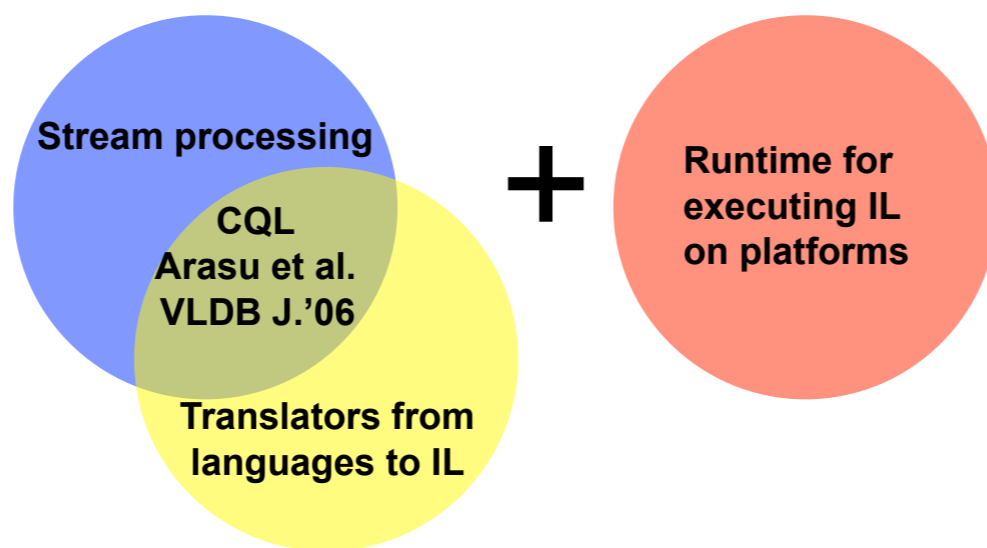 Stream processing
CQL
Arasu et al.
VLDB J.’06
Translators from
languages to IL
+
Runtime for
executing IL
on platforms